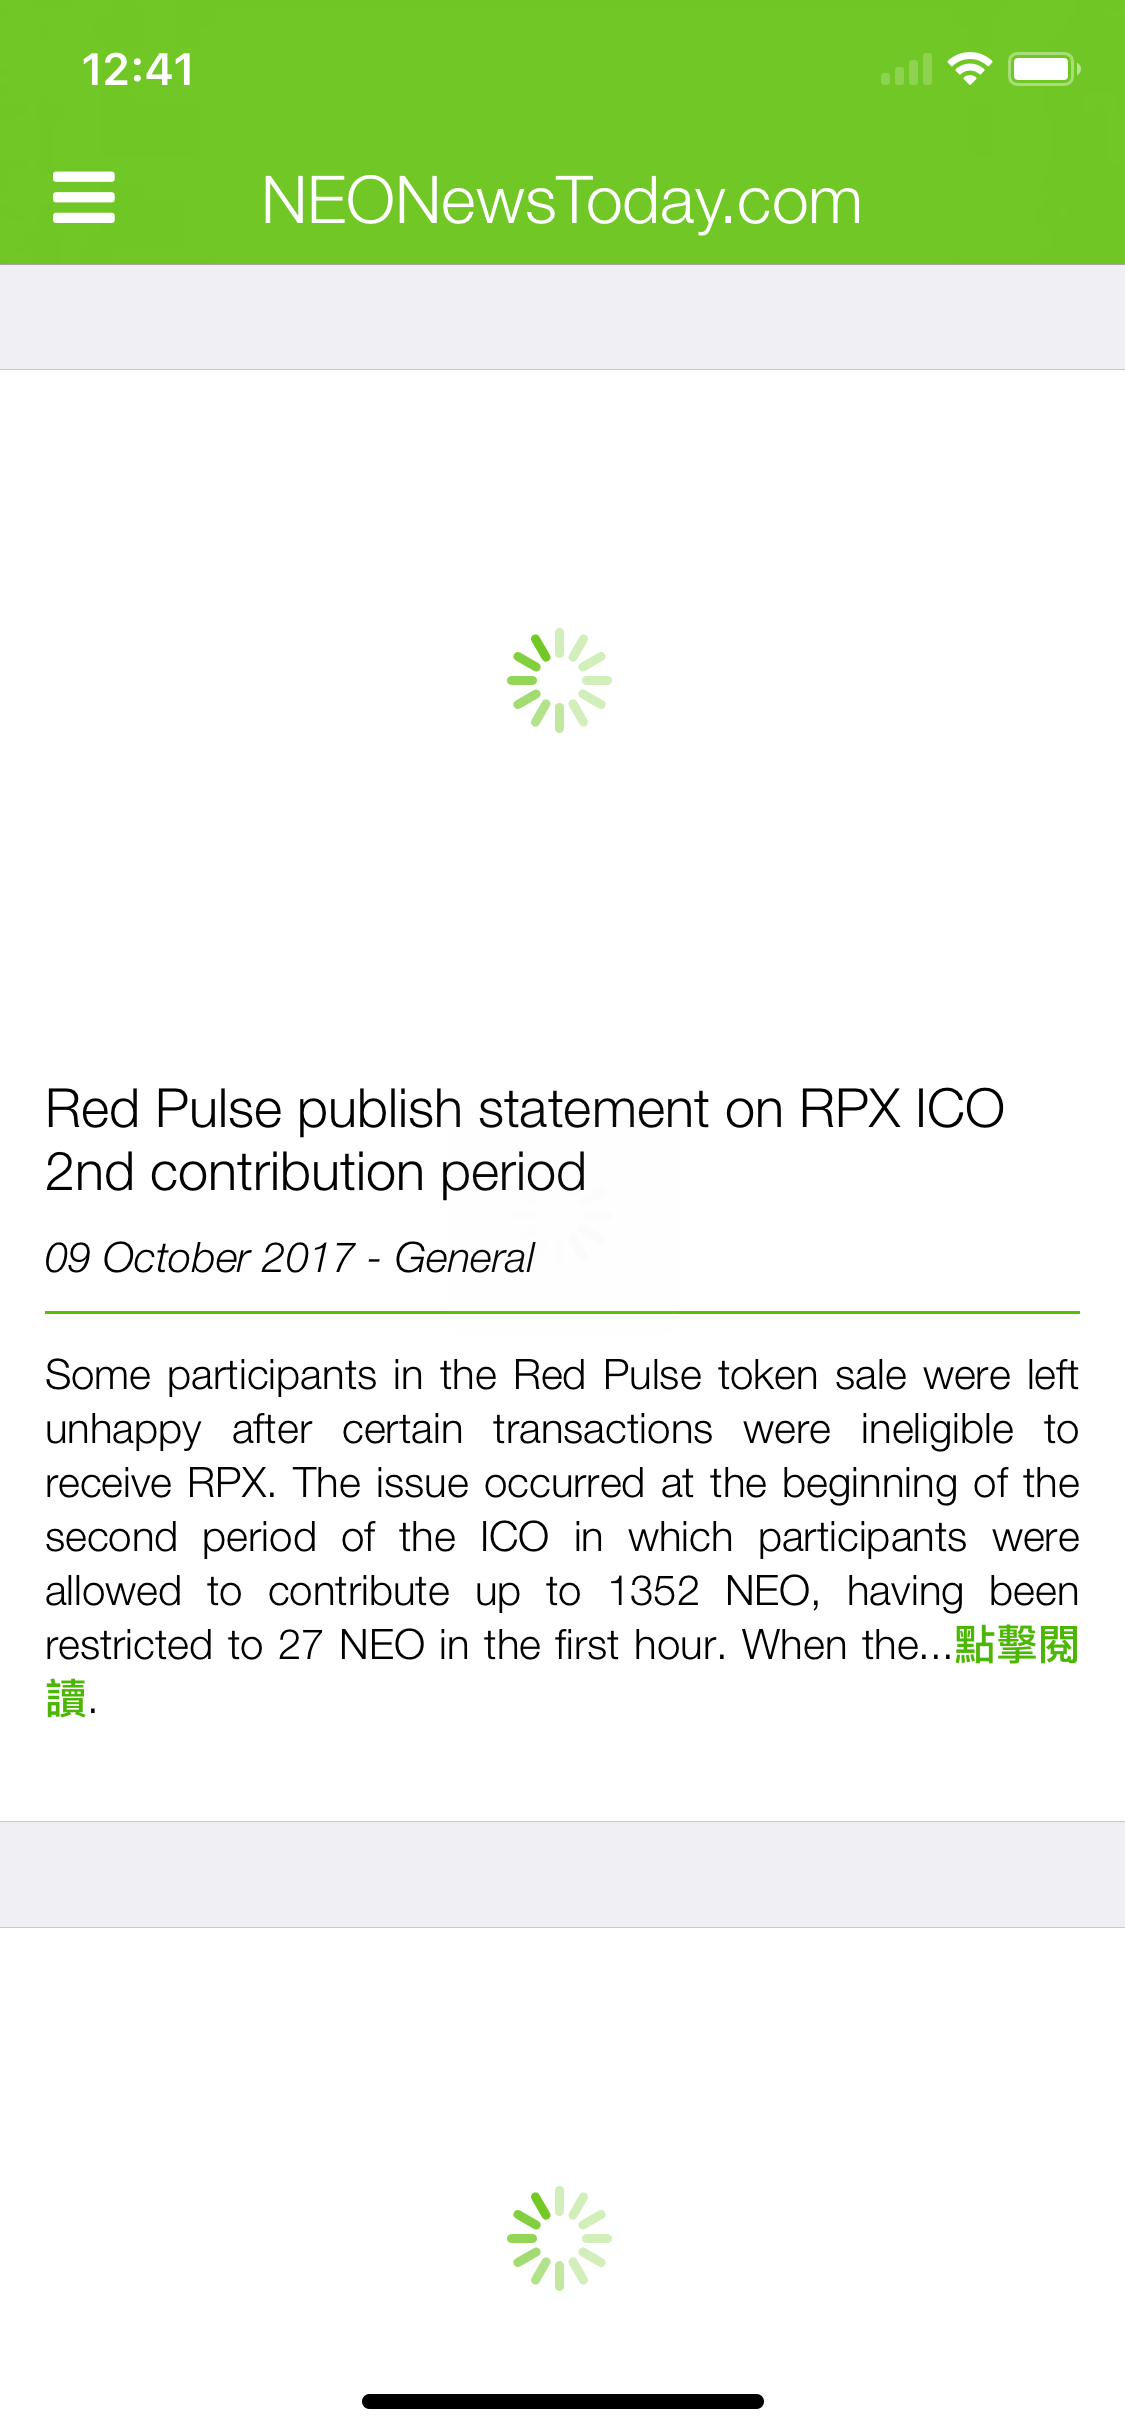 12:41
NEONewsToday.com
Red Pulse publish statement on RPX ICO
2nd contribution period
09 October 2017 - General
Some participants in the Red Pulse token sale were left
unhappy after certain transactions were ineligible to
receive RPX. The issue occurred at the beginning of the
second period of the ICO in which participants were
allowed to contribute up to 1352 NEO, having been
restricted to 27 NEO in the first hour. When the...點擊閱
讀.